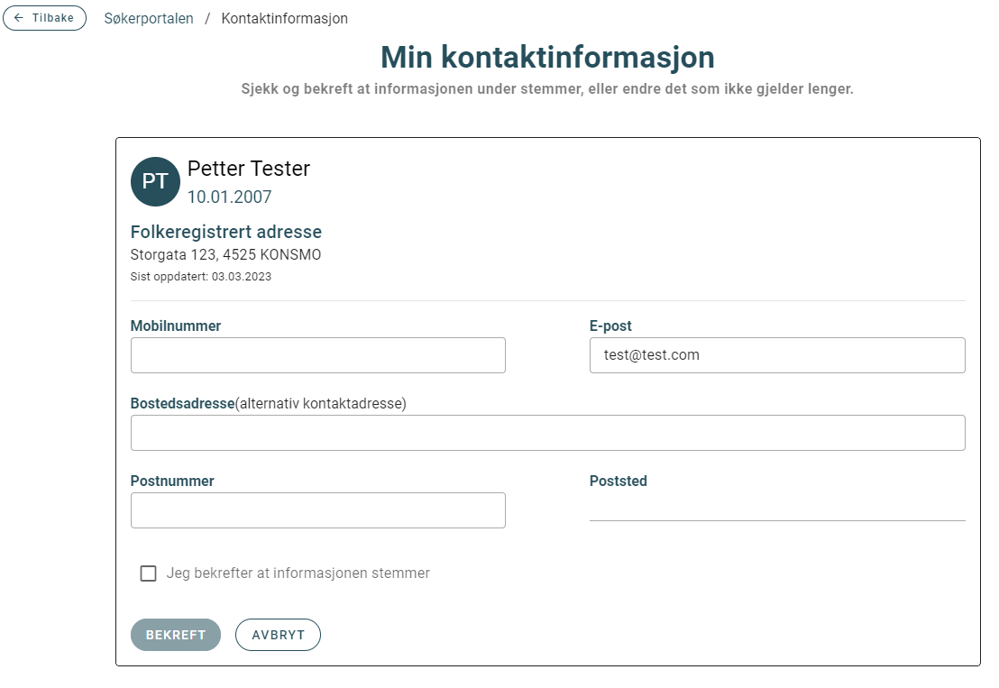 ← Tilbake Søkerportalen / Kontaktinformasjon
Min kontaktinformasjon
Sjekk og bekreft at informasjonen under stemmer, eller endre det som ikke gjelder lenger.
PT Petter Tester
10.01.2007
Folkeregistrert adresse
Storgata 123, 4525 KONSMO
Sist oppdatert: 03.03.2023
Mobilnummer E-post
test@test.com
Bostedsadresse(alternativ kontaktadresse)
Postnummer Poststed
Jeg bekrefter at informasjonen stemmer
BEKREFT AVBRYT